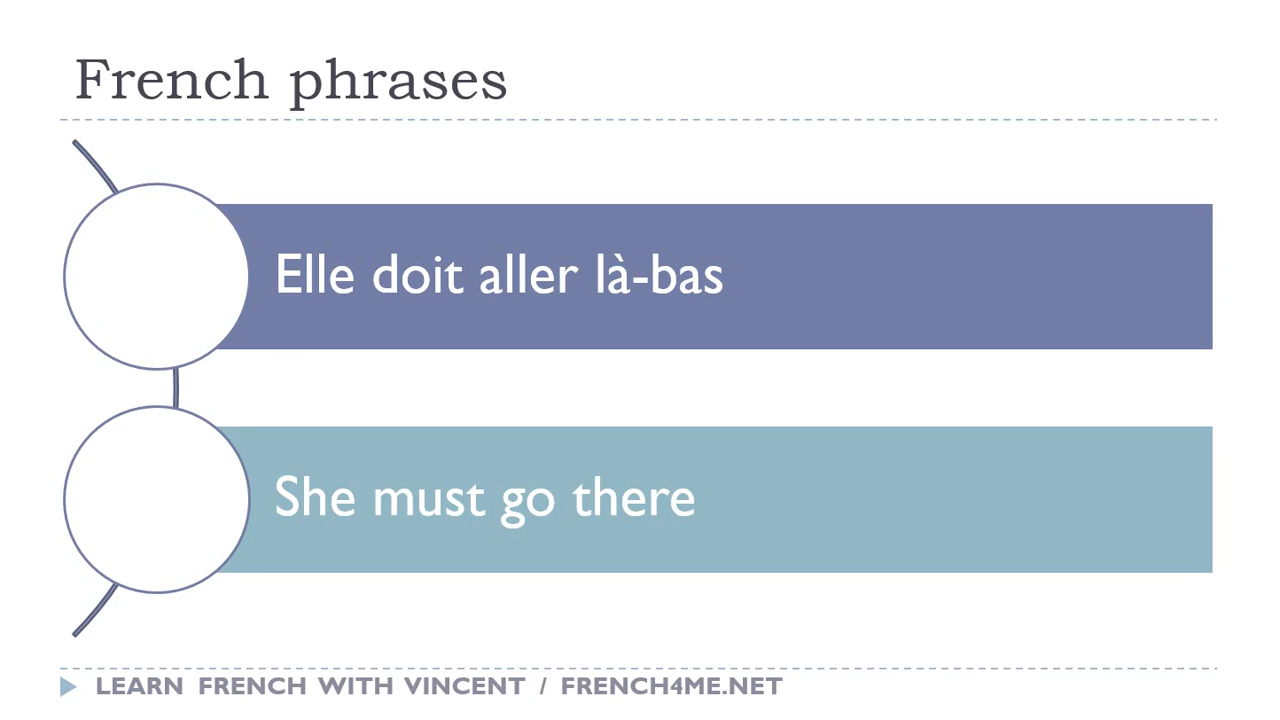 French phrases
Elle doit aller là-bas
She must go there
LEARN FRENCH WITH VINCENT / FRENCH4ME.NET